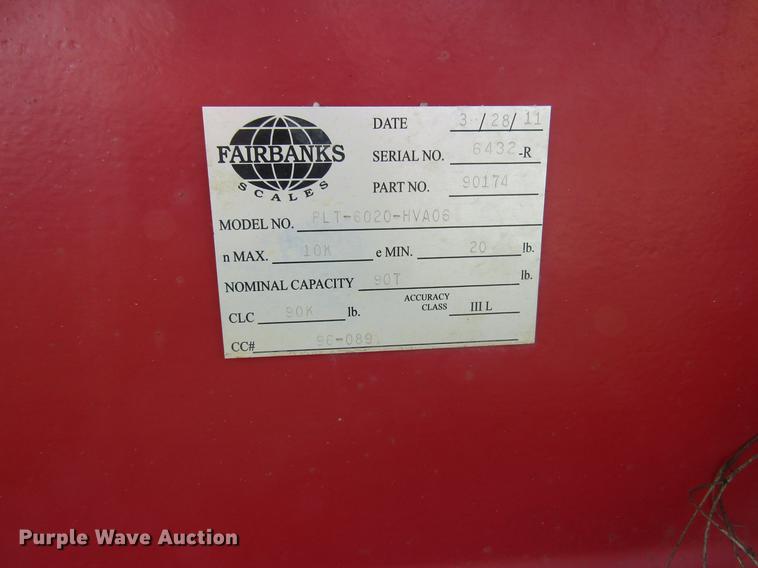 FAIRBANKS
SCALES
DATE 3/28/11
SERIAL NO. 6432-R
PART NO. 90174
MODEL NO. PLT-6020-HVA06
n MAX. 10K e MIN. 20 lb.
NOMINAL CAPACITY 90T lb.
CLC 90K lb. ACCURACY CLASS III L
CC# 96-089
Purple Wave Auction